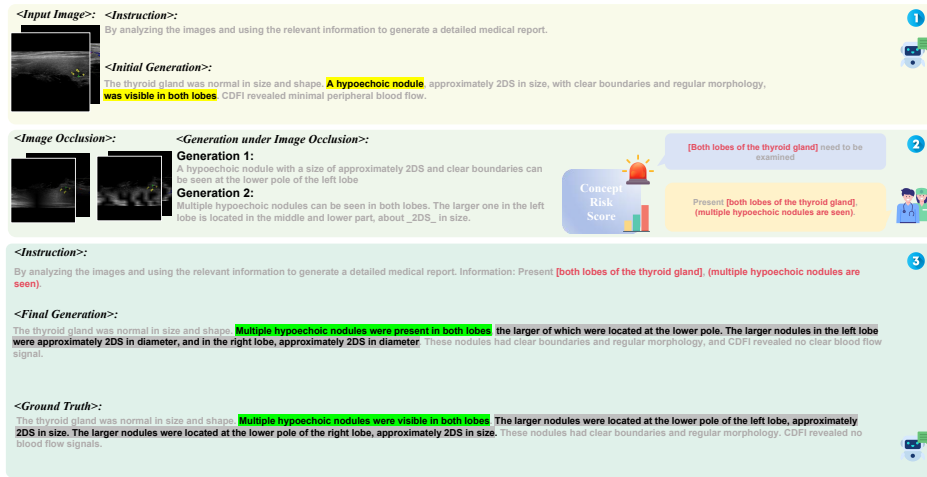 <Input Image>: <Instruction>:
By analyzing the images and using the relevant information to generate a detailed medical report.
1
<Initial Generation>:
The thyroid gland was normal in size and shape. A hypoechoic nodule, approximately 2DS in size, with clear boundaries and regular morphology,
was visible in both lobes. CDFI revealed minimal peripheral blood flow.
<Image Occlusion>: <Generation under Image Occlusion>:
2
Generation 1:
A hypoechoic nodule with a size of approximately 2DS and clear boundaries can
be seen at the lower pole of the left lobe
Generation 2:
Multiple hypoechoic nodules can be seen in both lobes. The larger one in the left
lobe is located in the middle and lower part, about _2DS_ in size.
Concept
Risk
Score
[Both lobes of the thyroid gland] need to be
examined
Present [both lobes of the thyroid gland],
(multiple hypoechoic nodules are seen).
<Instruction>:
3
By analyzing the images and using the relevant information to generate a detailed medical report. Information: Present [both lobes of the thyroid gland], (multiple hypoechoic nodules are
seen).
<Final Generation>:
The thyroid gland was normal in size and shape. Multiple hypoechoic nodules were present in both lobes, the larger of which were located at the lower pole. The larger nodules in the left lobe
were approximately 2DS in diameter, and in the right lobe, approximately 2DS in diameter. These nodules had clear boundaries and regular morphology, and CDFI revealed no clear blood flow
signal.
<Ground Truth>:
The thyroid gland was normal in size and shape. Multiple hypoechoic nodules were visible in both lobes. The larger nodules were located at the lower pole of the left lobe, approximately
2DS in size. The larger nodules were located at the lower pole of the right lobe, approximately 2DS in size. These nodules had clear boundaries and regular morphology. CDFI revealed no
blood flow signals.